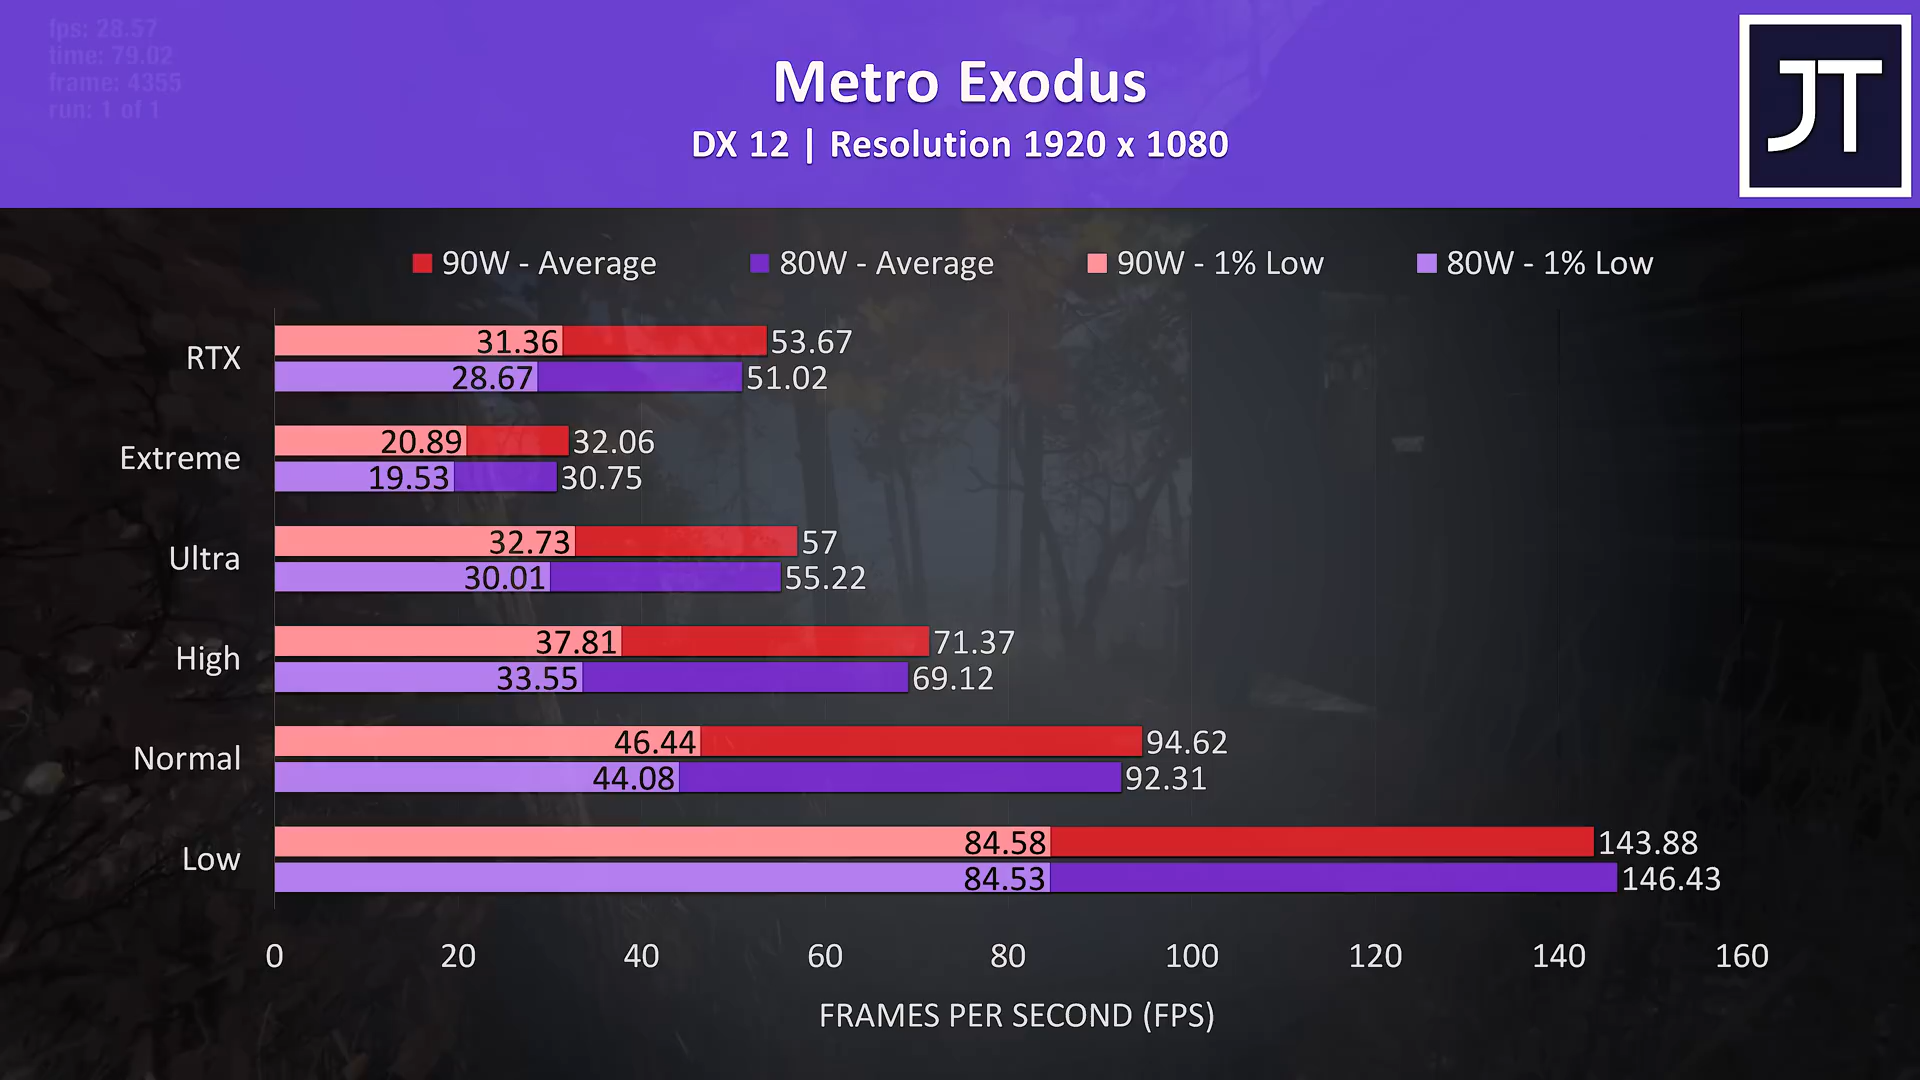 fps: 28.57
time: 79.02
frame: 4355
run: 1 of 1
Metro Exodus
DX 12 | Resolution 1920 x 1080
JT
90W - Average 80W - Average 90W - 1% Low 80W - 1% Low
RTX
31.36 53.67
28.67 51.02
Extreme
20.89 32.06
19.53 30.75
Ultra
32.73 57
30.01 55.22
High
37.81 71.37
33.55 69.12
Normal
46.44 94.62
44.08 92.31
Low
84.58 143.88
84.53 146.43
0 20 40 60 80 100 120 140 160
FRAMES PER SECOND (FPS)